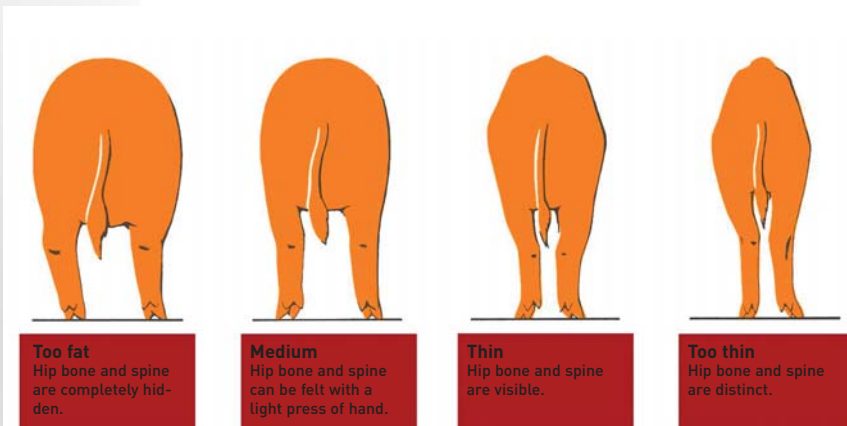 Too fat
Hip bone and spine
are completely hid-
den.
Medium
Hip bone and spine
can be felt with a
light press of hand.
Thin
Hip bone and spine
are visible.
Too thin
Hip bone and spine
are distinct.